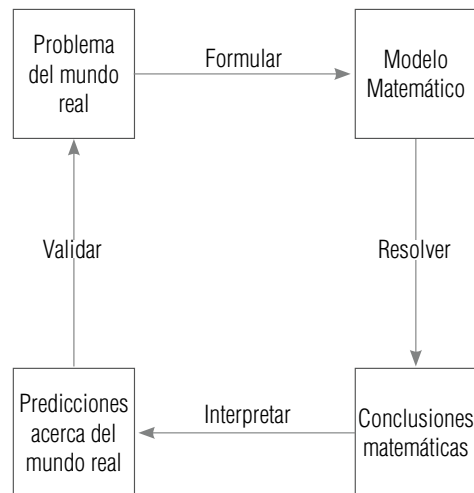 Problema
del mundo
real
Formular
Modelo
Matemático
Validar
Resolver
Predicciones
acerca del
mundo real
Interpretar
Conclusiones
matemáticas